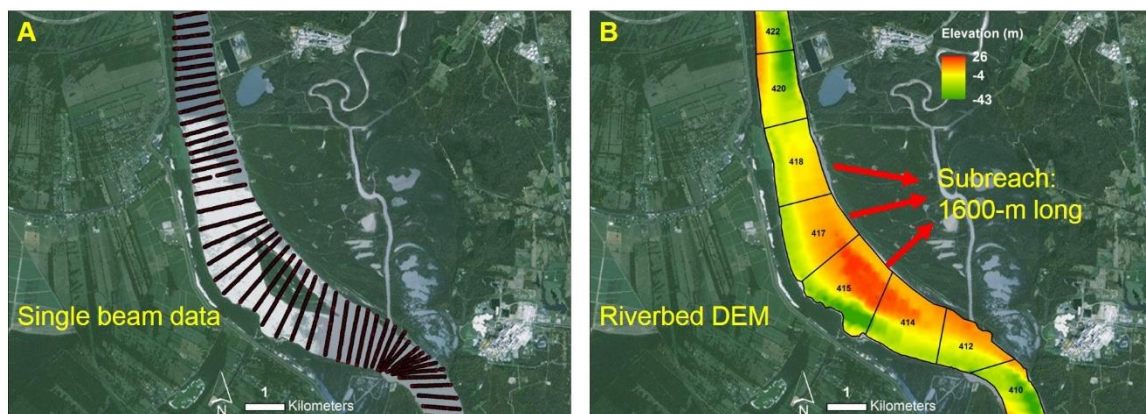 A
Single beam data
1
N
Kilometers
B
422
Elevation (m)
26
-4
-43
420
418
Subreach:
1600-m long
417
415
414
412
Riverbed DEM
410
1
N
Kilometers